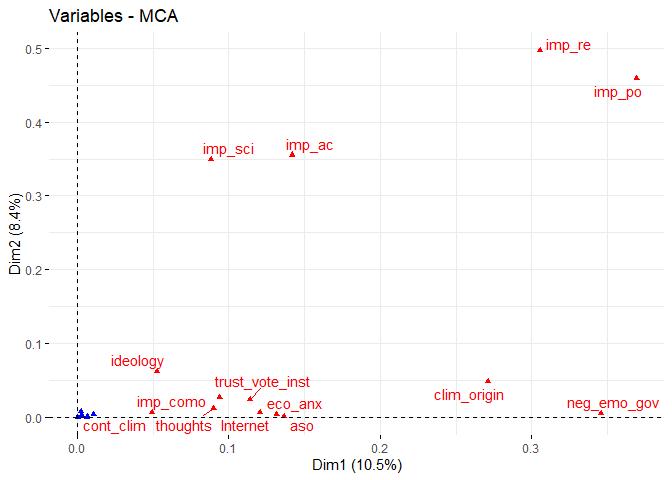 Variables - MCA
0.5
imp_re
imp_po
0.4
imp_sci
imp_ac
0.3
Dim2 (8.4%)
0.2
0.1
ideology
trust_vote_inst
clim_origin
imp_como
eco_anx
neg_emo_gov
0.0
cont_clim
thoughts
Internet
aso
0.0
0.1
0.2
0.3
Dim1 (10.5%)